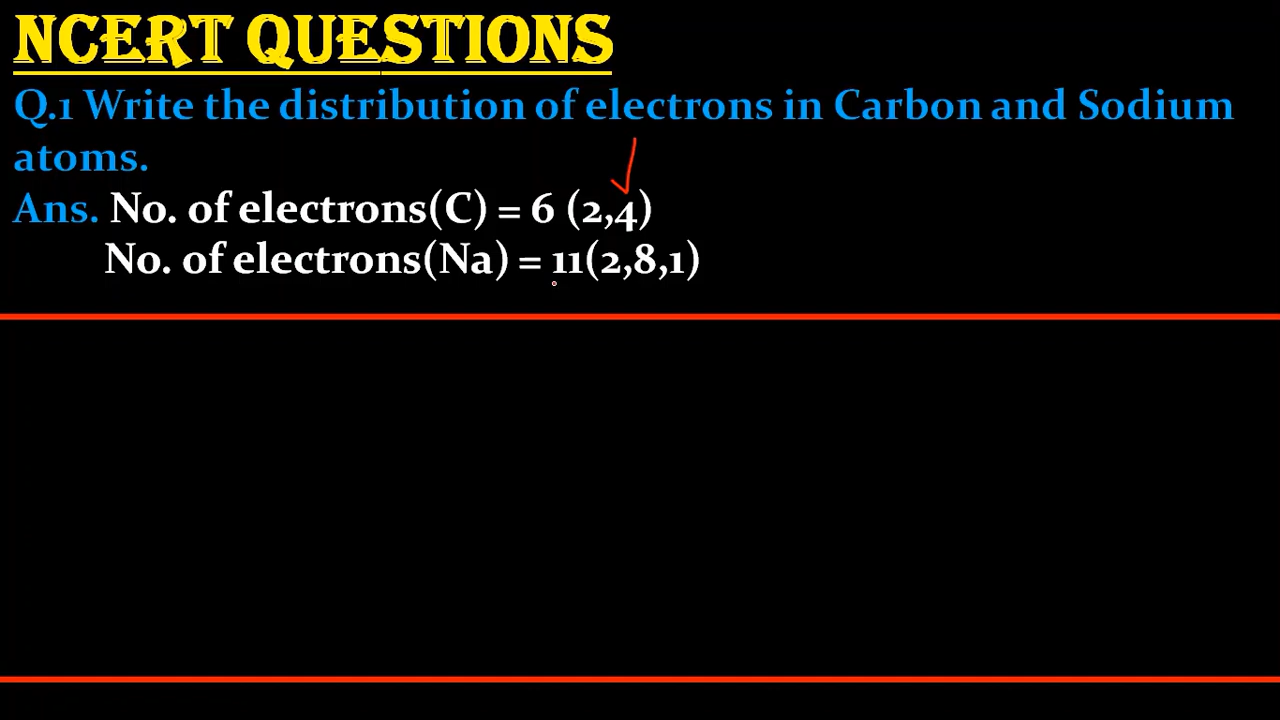 NCERT QUESTIONS
Q.1 Write the distribution of electrons in Carbon and Sodium
atoms.
Ans. No. of electrons(C) = 6 (2,4)
No. of electrons(Na) = 11(2,8,1)